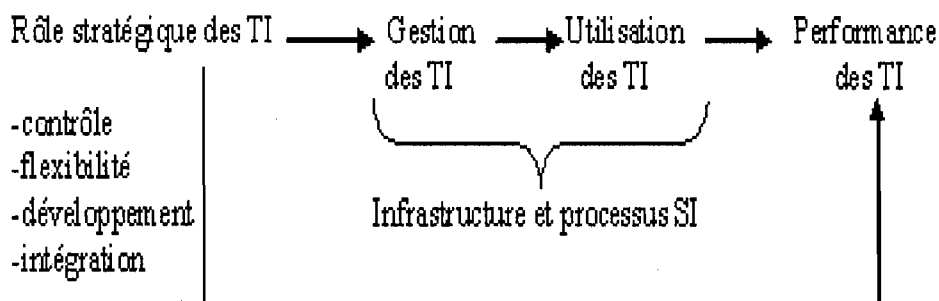 Rôle stratégique des TI Gestion Utilisation Performance
des TI des TI des TI
-contrôle
-flexibilité
-développement
-intégration
Infrastructure et processus SI